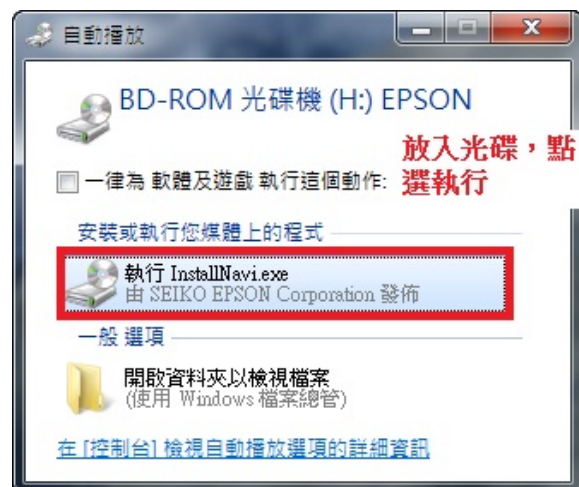 自動播放
BD-ROM 光碟機 (H:) EPSON
放入光碟，點
選執行
一律為 軟體及遊戲 執行這個動作:
安裝或執行您媒體上的程式
執行 InstallNavi.exe
由 SEIKO EPSON Corporation 發佈
一般 選項
開啟資料夾以檢視檔案
(使用 Windows 檔案總管)
在 [控制台] 檢視自動播放選項的詳細資訊